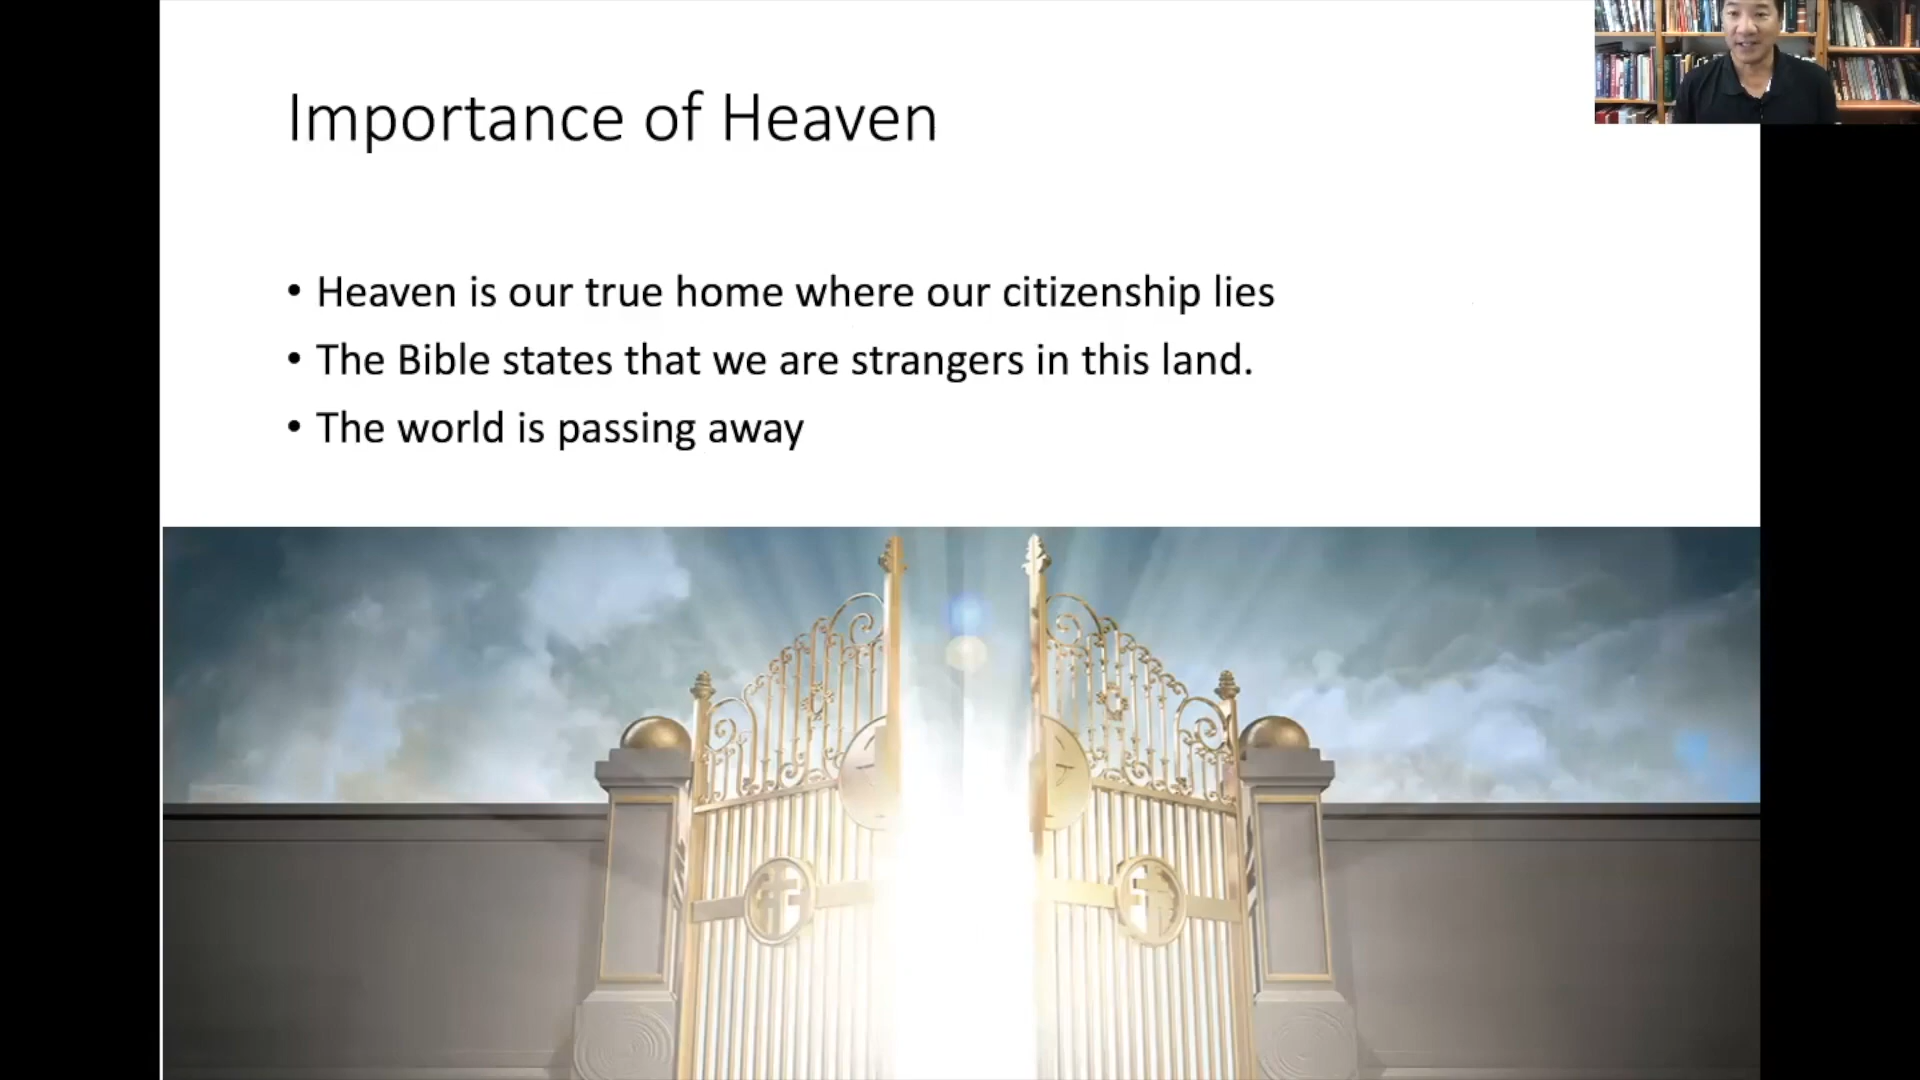 Importance of Heaven
• Heaven is our true home where our citizenship lies
• The Bible states that we are strangers in this land.
• The world is passing away